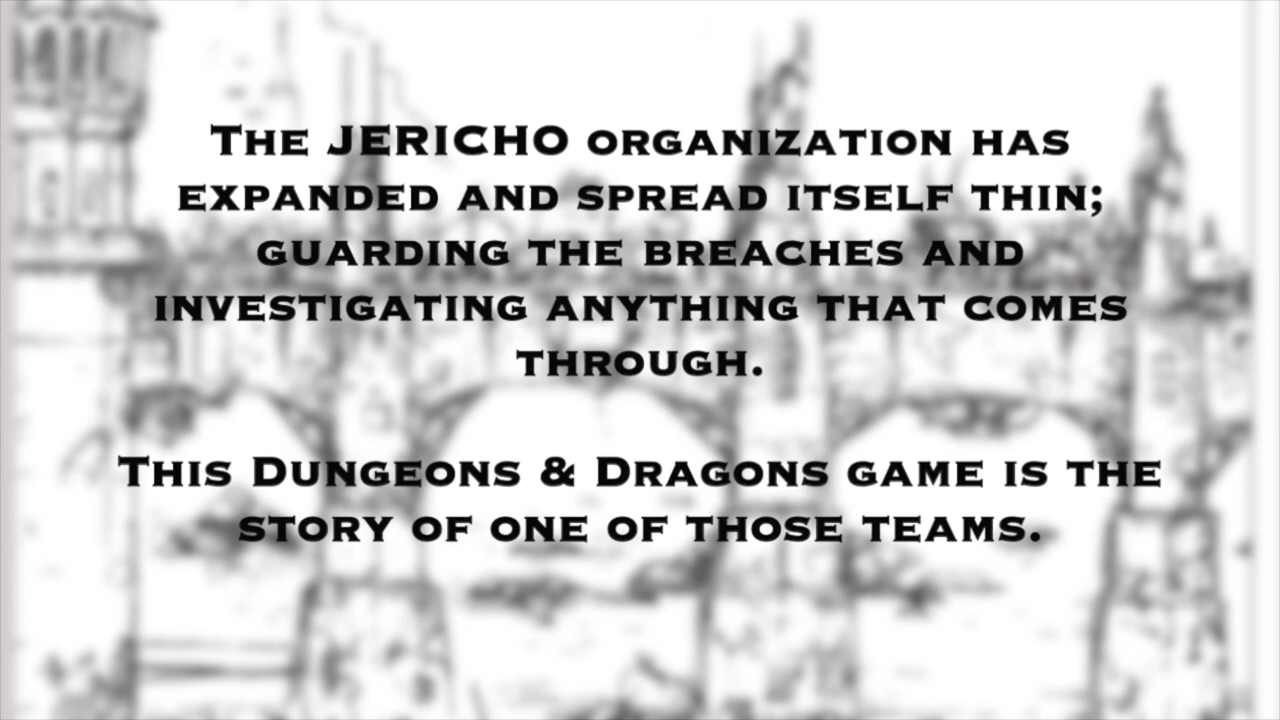 The JERICHO organization has
expanded and spread itself thin;
guarding the breaches and
investigating anything that comes
through.
This Dungeons & Dragons game is the
story of one of those teams.